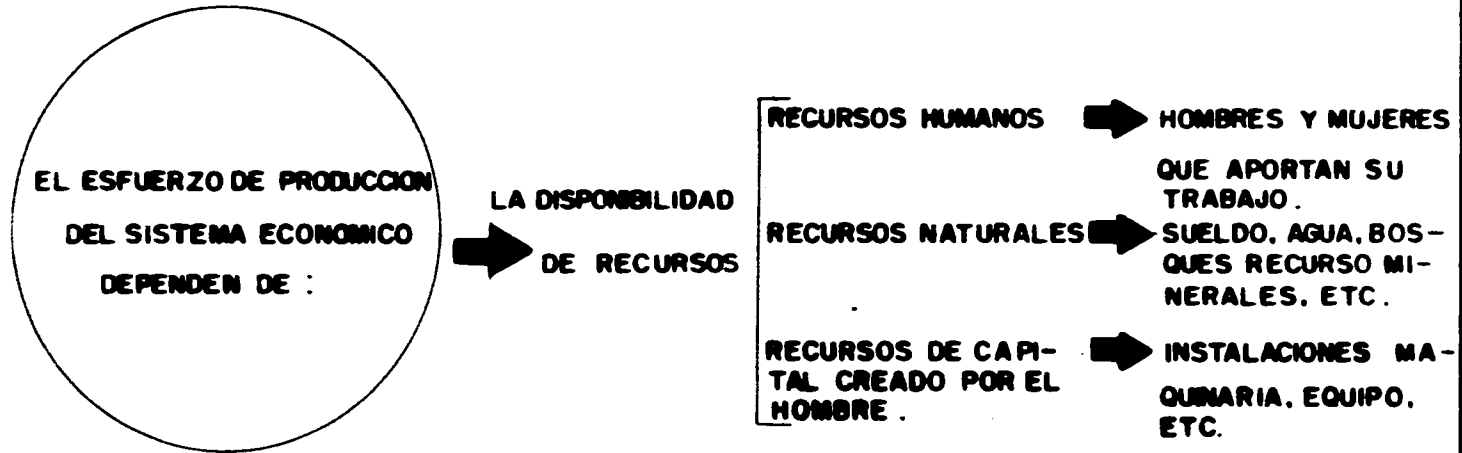 EL ESFUERZO DE PRODUCCION
DEL SISTEMA ECONOMICO
DEPENDEN DE :
LA DISPONIBILIDAD
DE RECURSOS
RECURSOS HUMANOS
HOMBRES Y MUJERES
QUE APORTAN SU
TRABAJO.
RECURSOS NATURALES
SUELDO, AGUA, BOS-
QUES RECURSO MI-
NERALES, ETC.
RECURSOS DE CAPI-
TAL CREADO POR EL
HOMBRE.
INSTALACIONES MA-
QUINARIA, EQUIPO,
ETC.